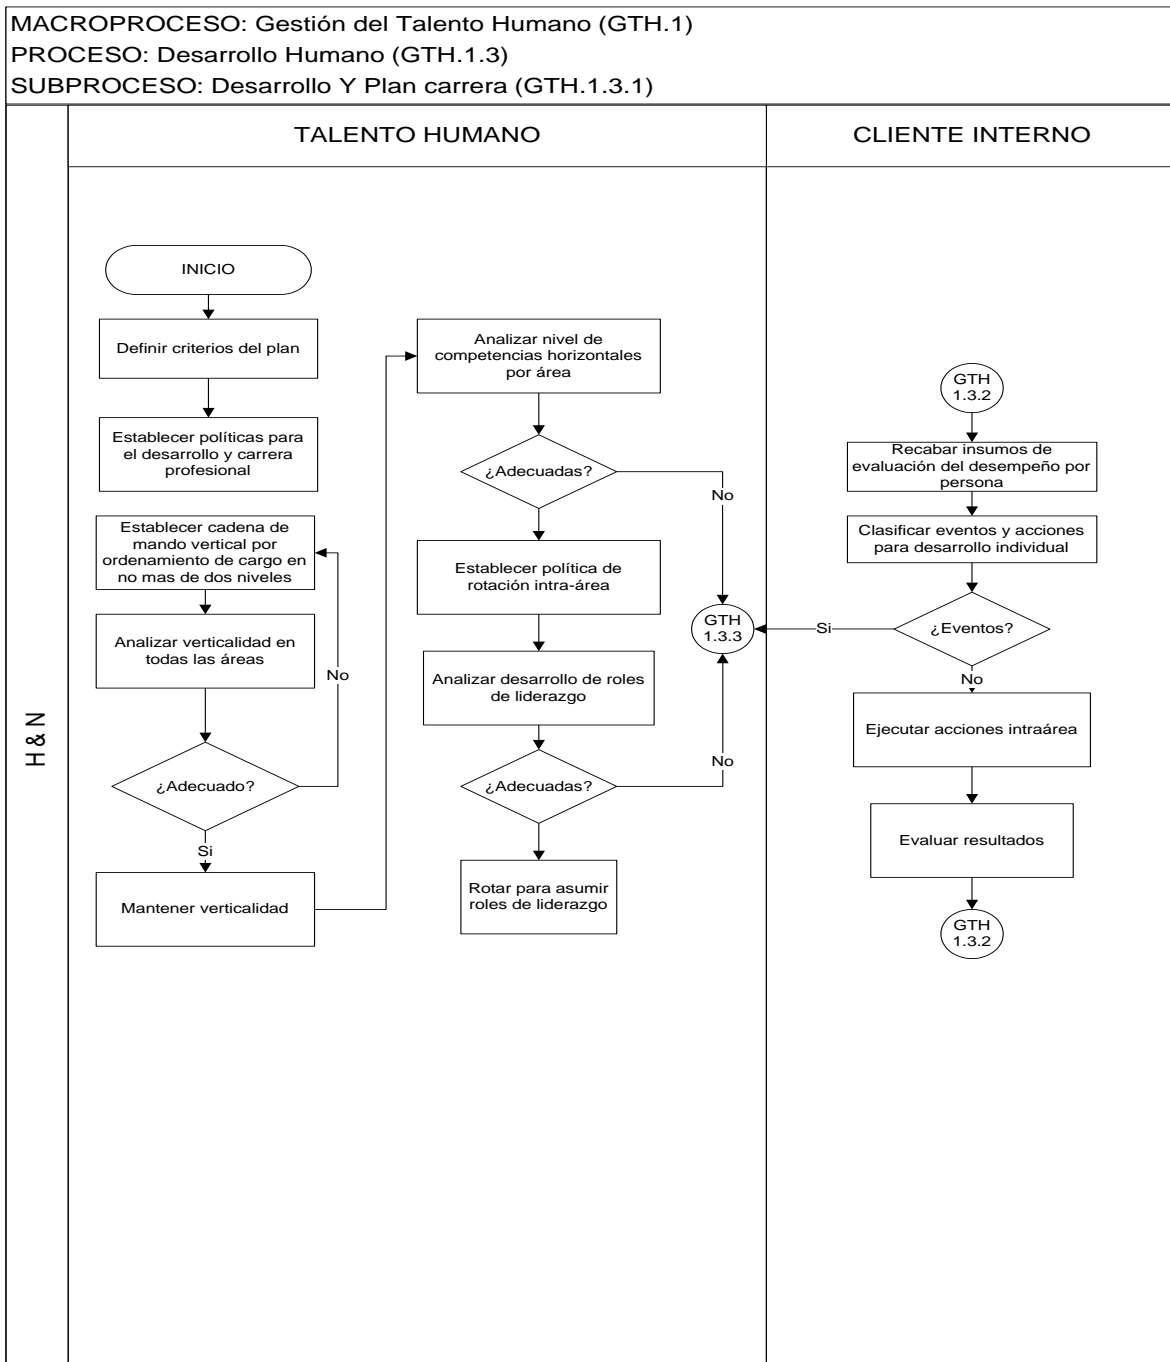 MACROPROCESO: Gestión del Talento Humano (GTH.1)
PROCESO: Desarrollo Humano (GTH.1.3)
SUBPROCESO: Desarrollo Y Plan carrera (GTH.1.3.1)
TALENTO HUMANO
CLIENTE INTERNO
H & N
INICIO
Definir criterios del plan
Establecer políticas para
el desarrollo y carrera
profesional
Establecer cadena de
mando vertical por
ordenamiento de cargo en
no mas de dos niveles
Analizar verticalidad en
todas las áreas
No
¿Adecuado?
Si
Mantener verticalidad
Analizar nivel de
competencias horizontales
por área
¿Adecuadas?
No
Establecer política de
rotación intra-área
GTH
1.3.3
Analizar desarrollo de roles
de liderazgo
No
¿Adecuadas?
Rotar para asumir
roles de liderazgo
GTH
1.3.2
Recabar insumos de
evaluación del desempeño por
persona
Clasificar eventos y acciones
para desarrollo individual
¿Eventos?
Si
No
Ejecutar acciones intraárea
Evaluar resultados
GTH
1.3.2